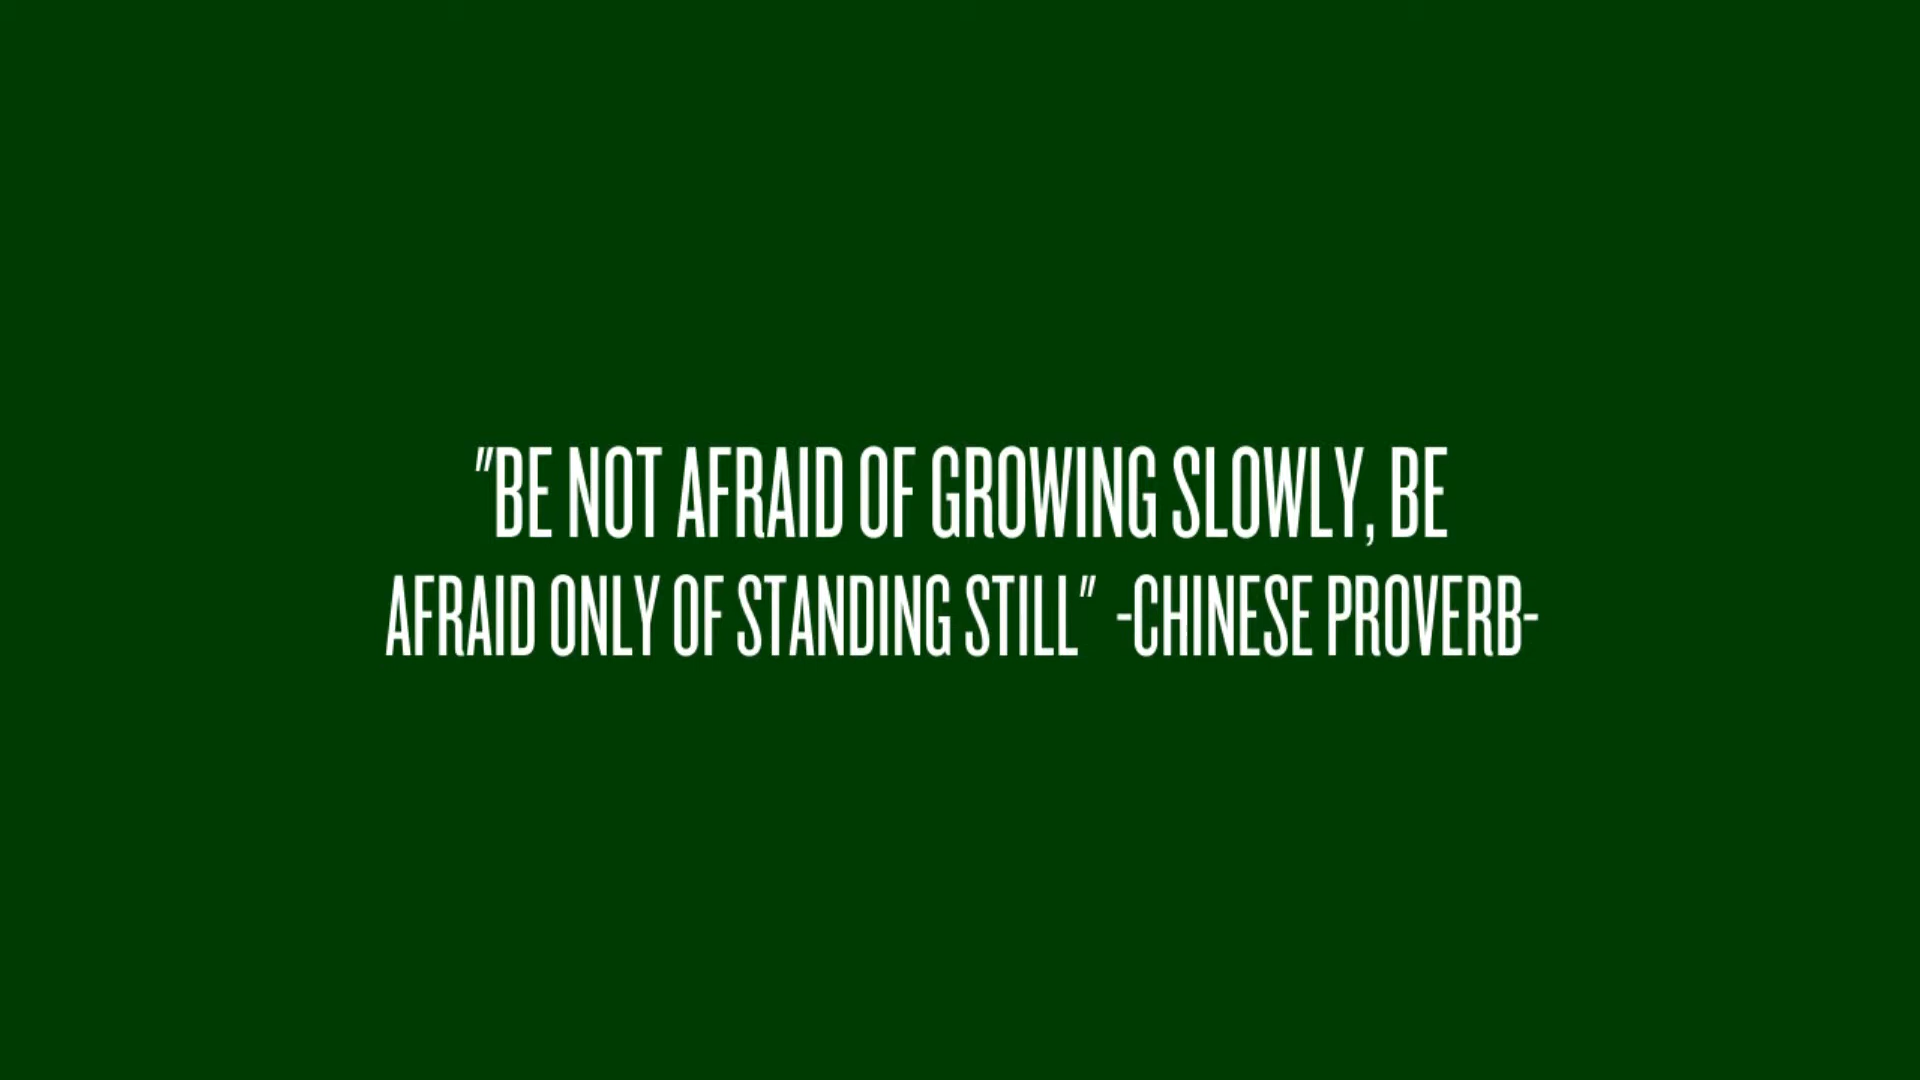 "BE NOT AFRAID OF GROWING SLOWLY, BE
AFRAID ONLY OF STANDING STILL" -CHINESE PROVERB-